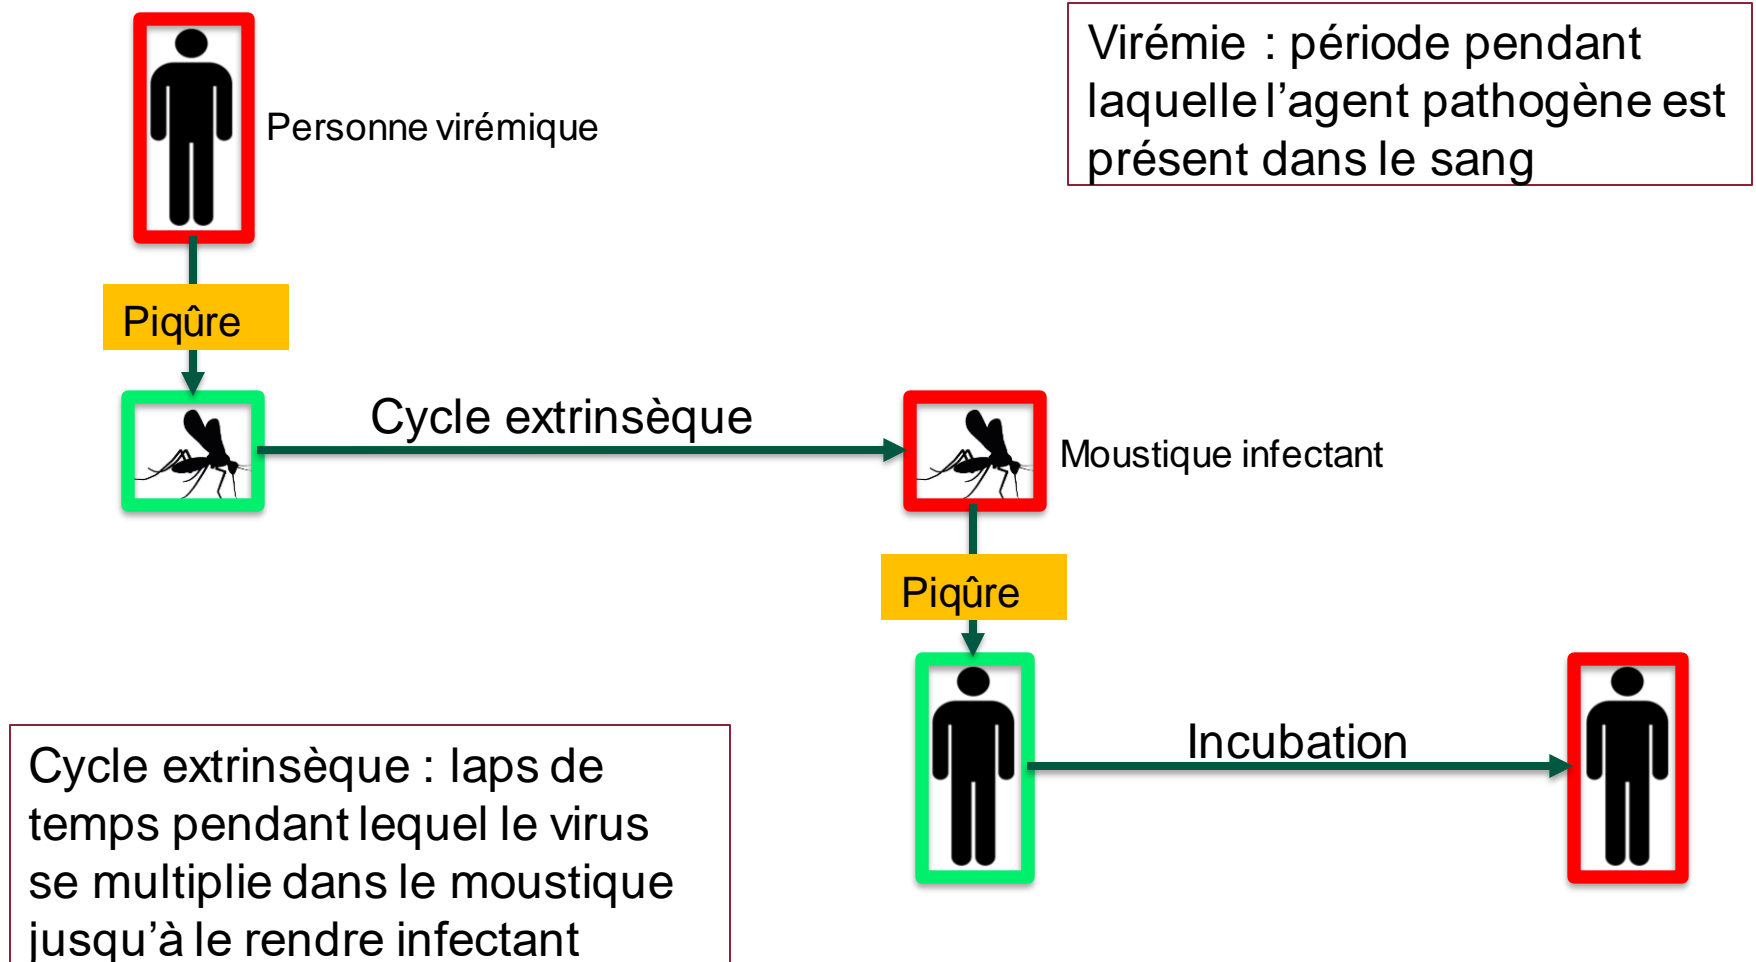 Virémie : période pendant
laquelle l’agent pathogène est
présent dans le sang
Personne virémique
Piqûre
Cycle extrinsèque
Moustique infectant
Piqûre
Incubation
Cycle extrinsèque : laps de
temps pendant lequel le virus
se multiplie dans le moustique
jusqu’à le rendre infectant